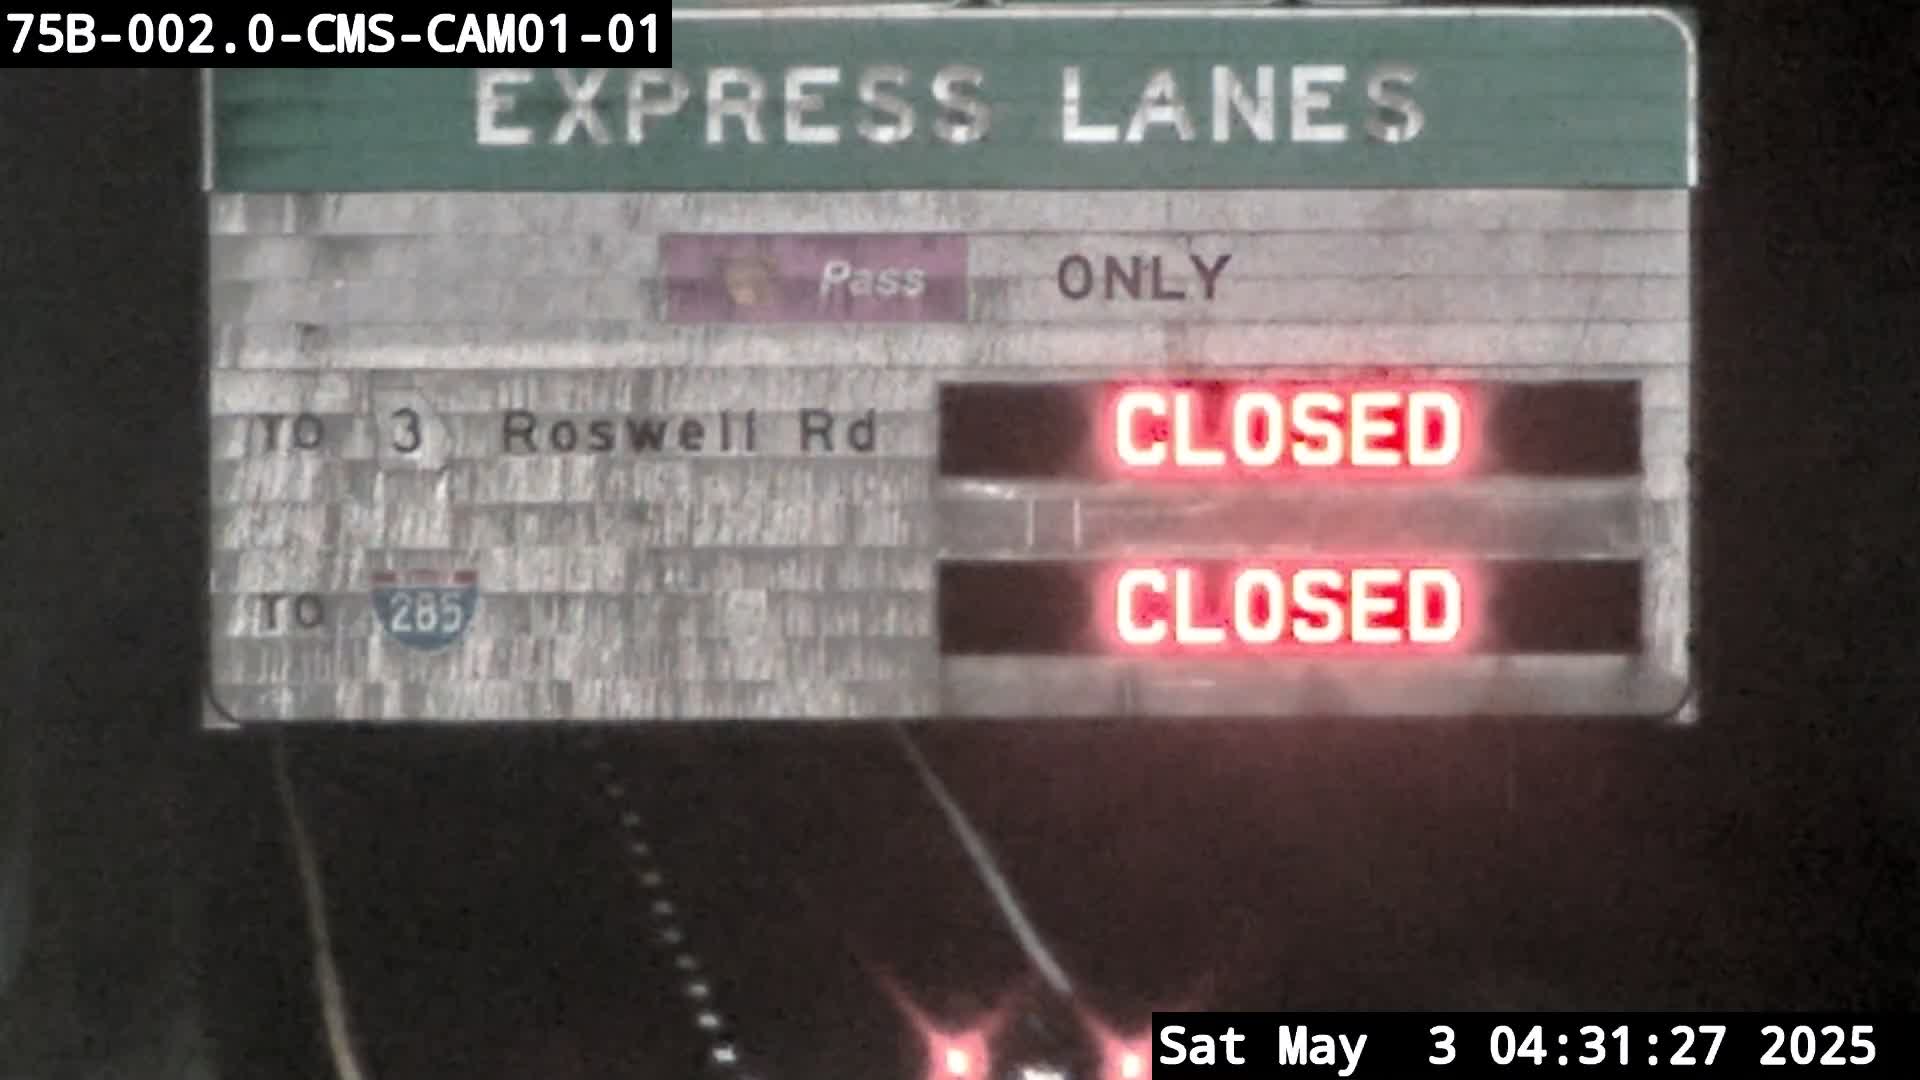 75B-002.0-CMS-CAM01-01
EXPRESS LANES
Pass ONLY
TO 3 Roswell Rd CLOSED
TO 285 CLOSED
Sat May 3 04:31:27 2025